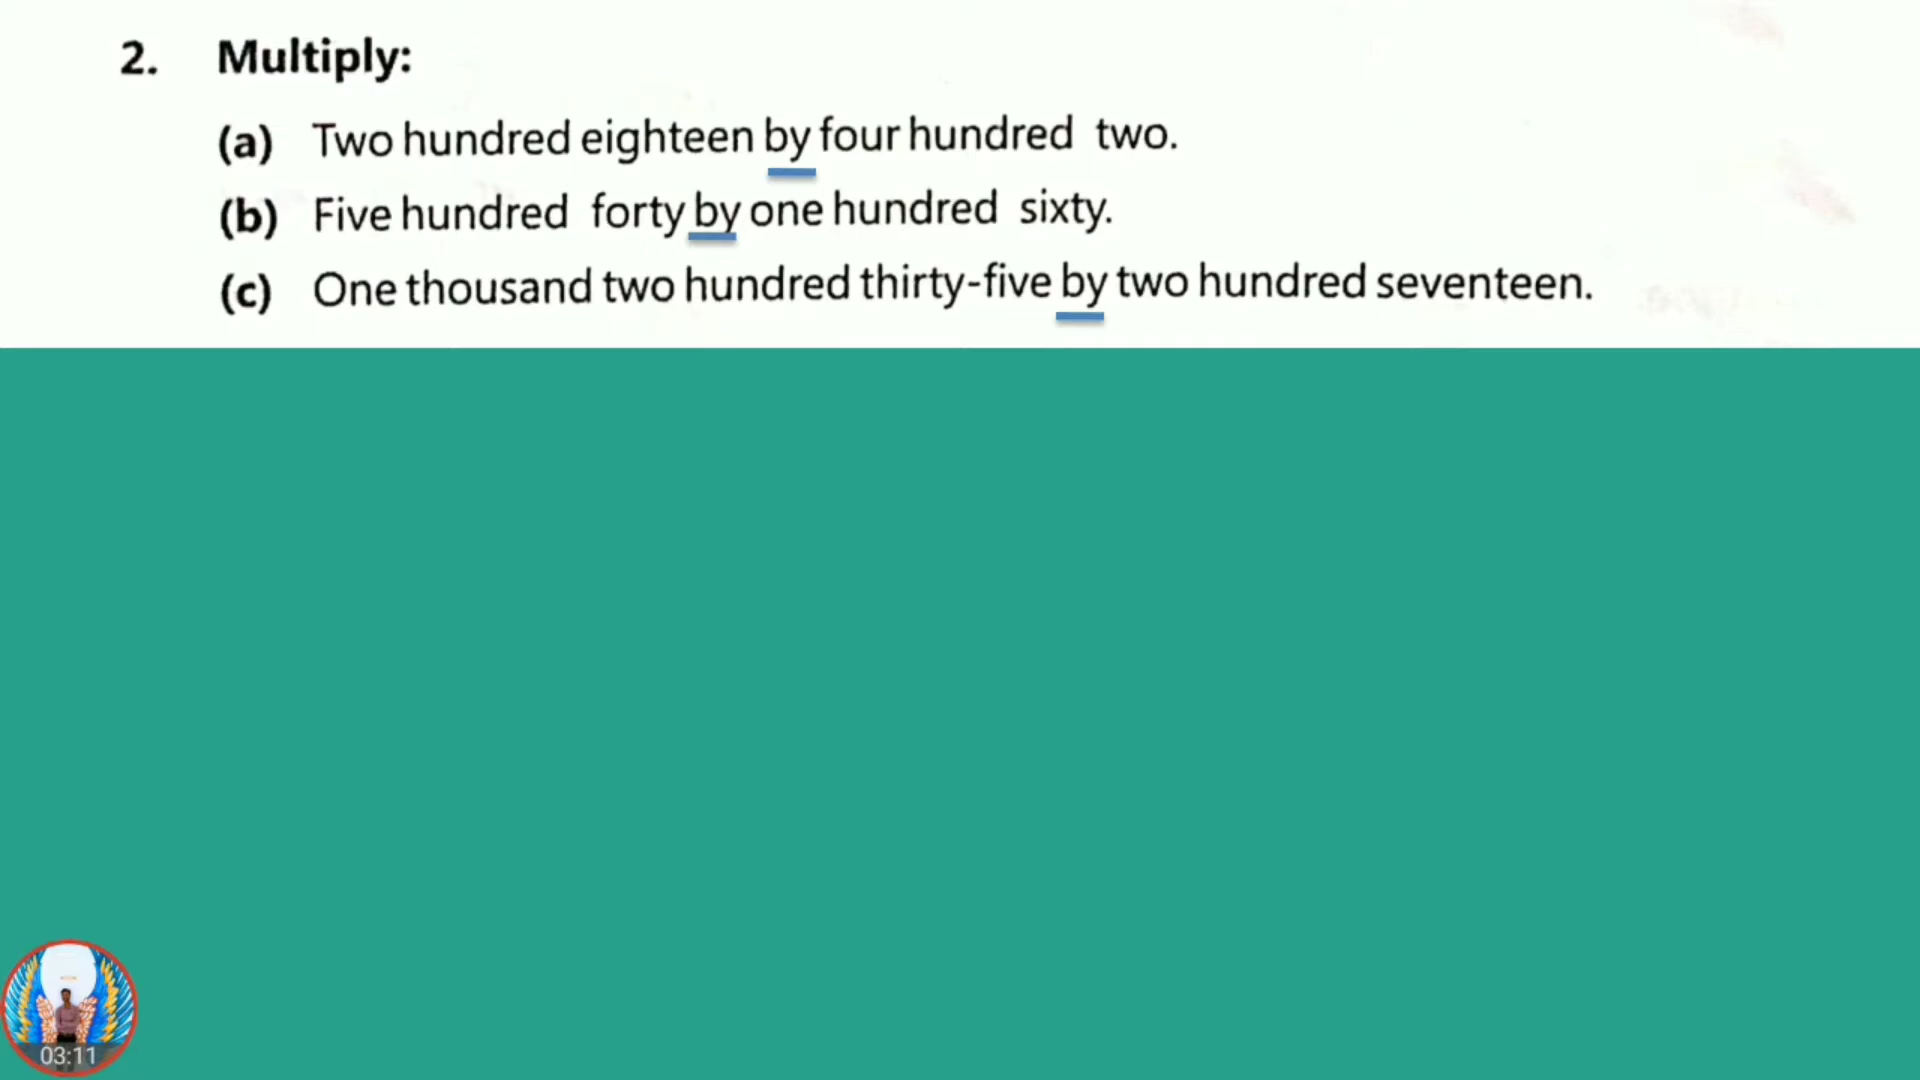 2. Multiply:
(a) Two hundred eighteen by four hundred two.
(b) Five hundred forty by one hundred sixty.
(c) One thousand two hundred thirty-five by two hundred seventeen.
03:11